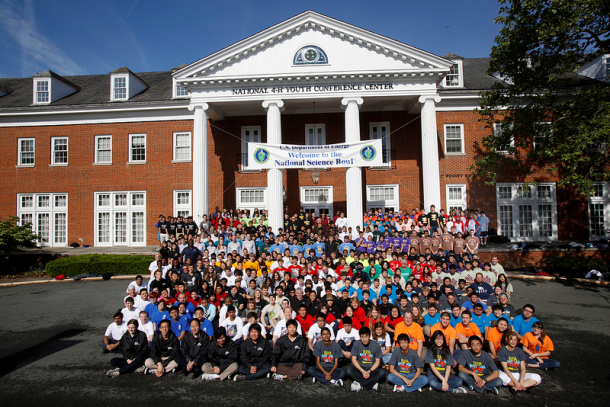 NATIONAL 4-H YOUTH CONFERENCE CENTER
U.S. Department of Energy
Welcome to the
National Science Bowl